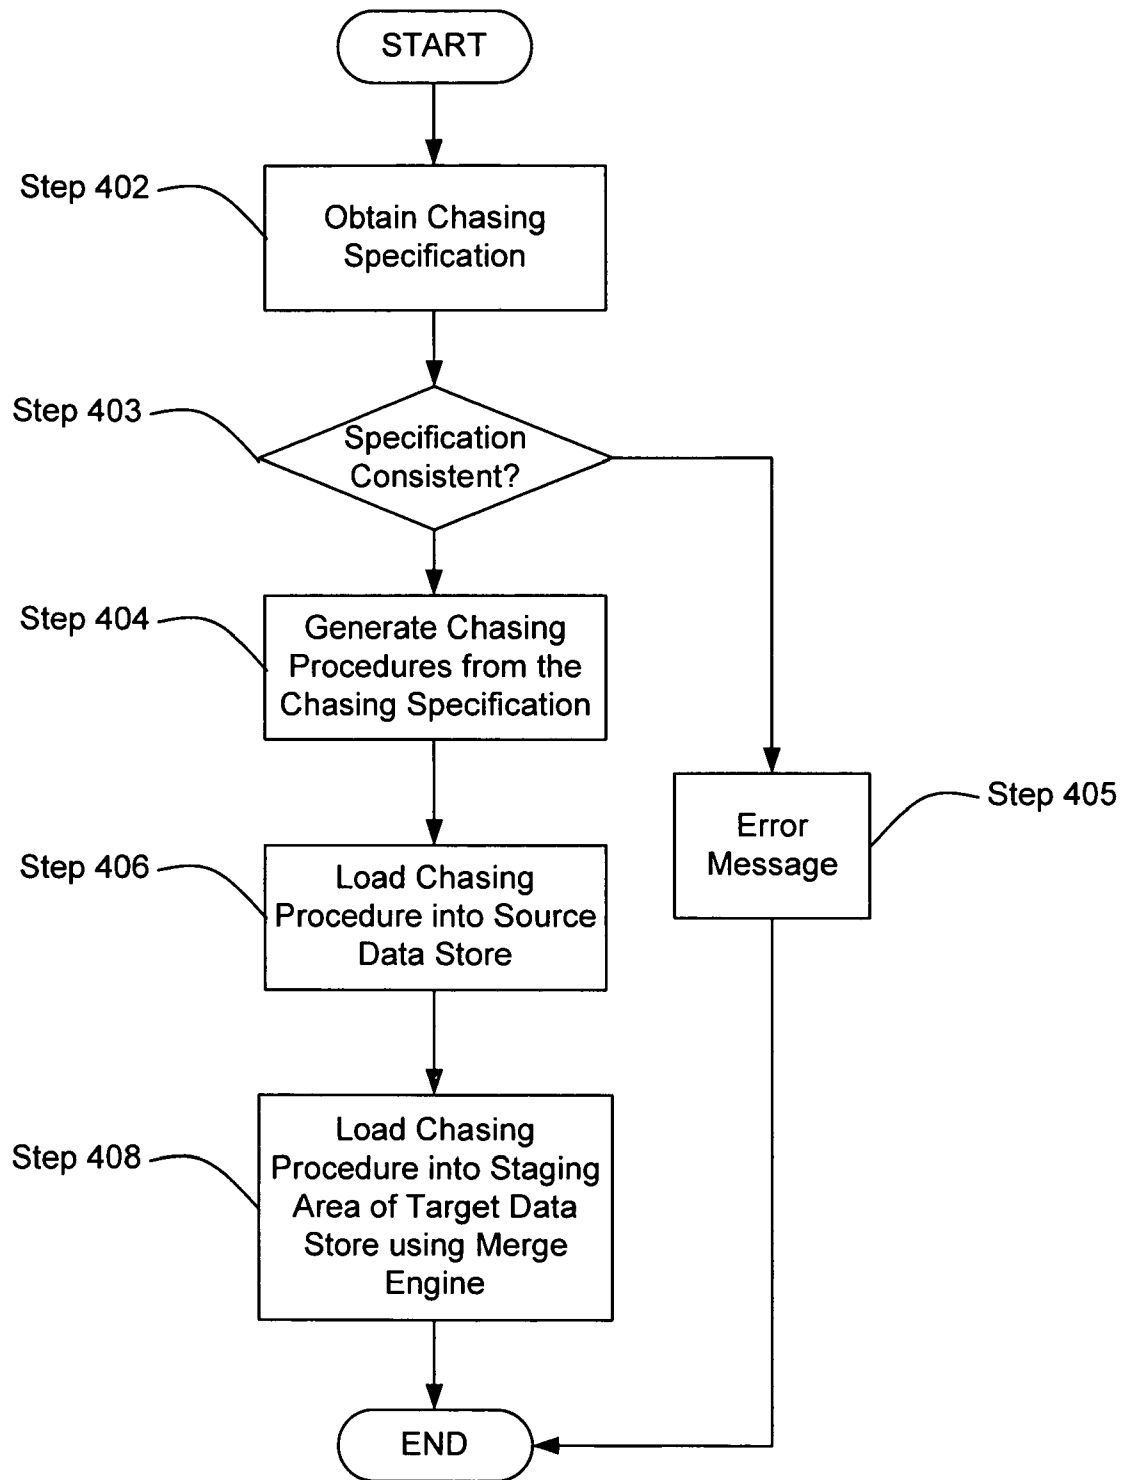 START
Step 402
Obtain Chasing
Specification
Step 403
Specification
Consistent?
Step 404
Generate Chasing
Procedures from the
Chasing Specification
Step 405
Error
Message
Step 406
Load Chasing
Procedure into Source
Data Store
Step 408
Load Chasing
Procedure into Staging
Area of Target Data
Store using Merge
Engine
END